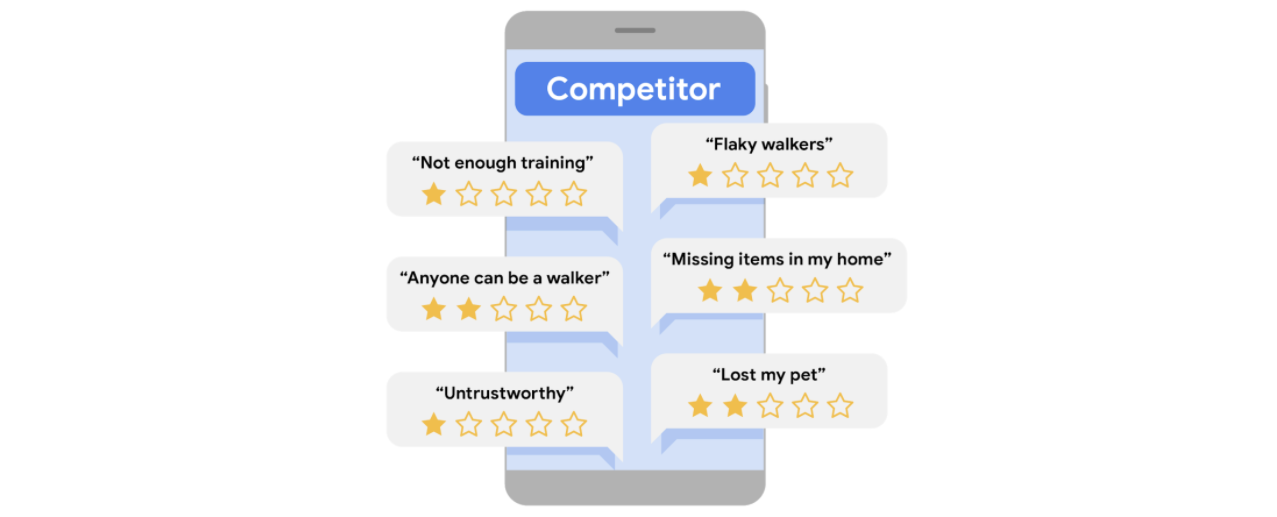 Competitor
“Not enough training”
“Flaky walkers”
“Anyone can be a walker”
“Missing items in my home”
“Untrustworthy”
“Lost my pet”